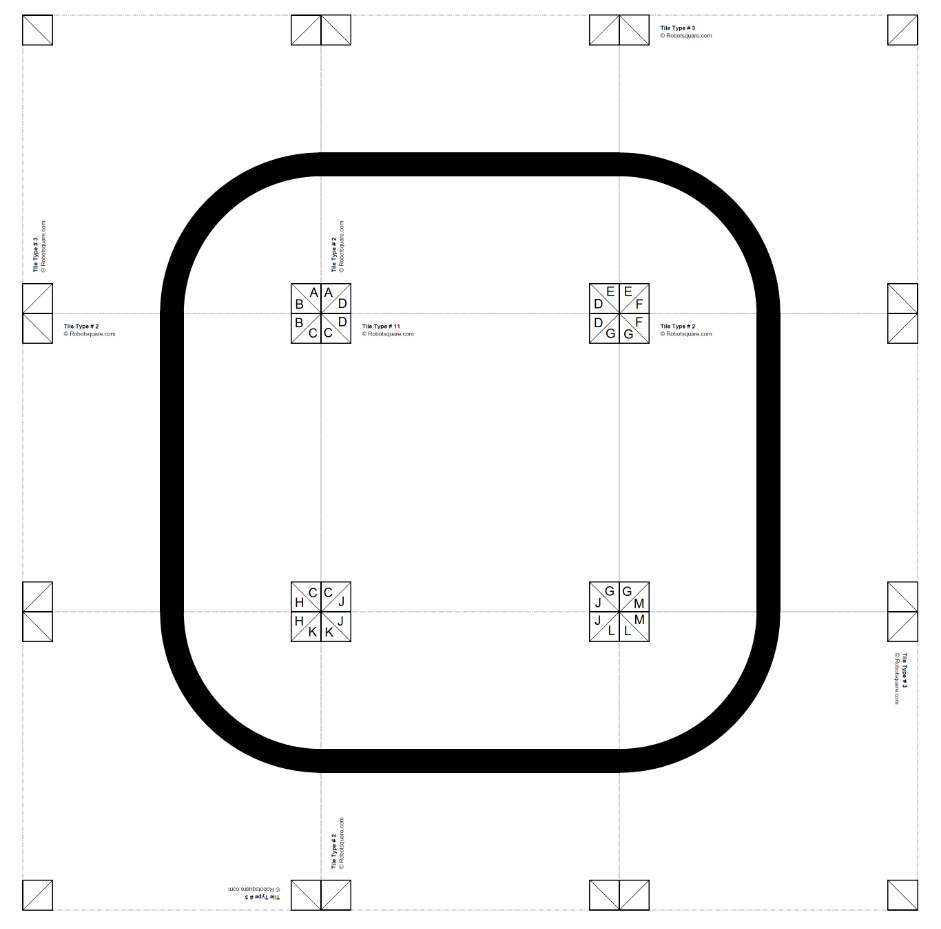 Tile Type # 3
© Robotsquare.com
Tile Type # 3
© Robotsquare.com
Tile Type # 2
© Robotsquare.com
A A
B D
B D
C C
E E
D F
D F
G G
Tile Type # 2
© Robotsquare.com
Tile Type # 11
© Robotsquare.com
Tile Type # 2
© Robotsquare.com
C C
H J
H J
K K
G G
J M
J M
L L
Tile Type # 3
© Robotsquare.com
Tile Type # 2
© Robotsquare.com
Tile Type # 3
© Robotsquare.com